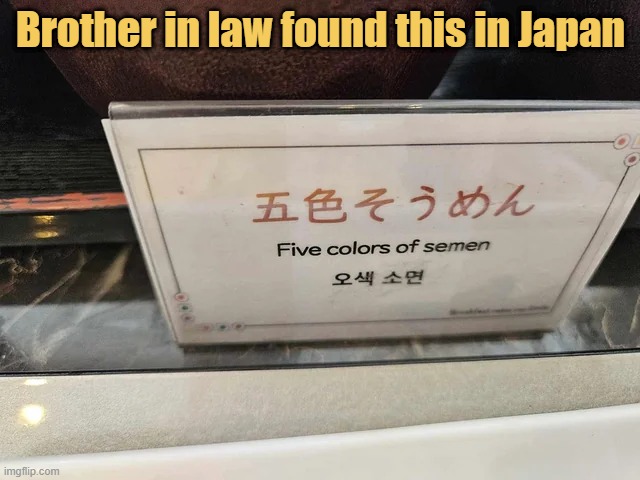 Brother in law found this in Japan
五色そうめん
Five colors of semen
오색 소면
imgflip.com